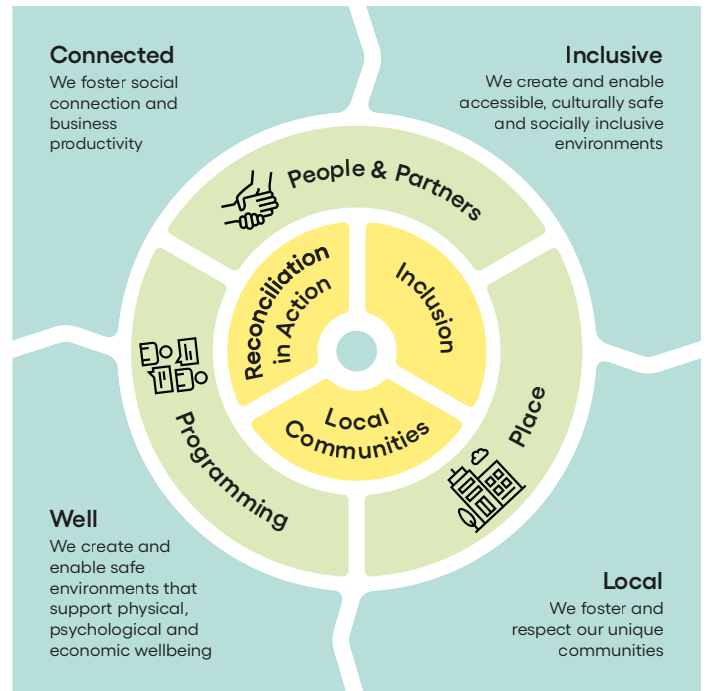 Connected
We foster social
connection and
business
productivity
Inclusive
We create and enable
accessible, culturally safe
and socially inclusive
environments
People & Partners
Reconciliation
in Action
Inclusion
Local
Communities
Programming
Place
Well
We create and
enable safe
environments that
support physical,
psychological and
economic wellbeing
Local
We foster and
respect our unique
communities